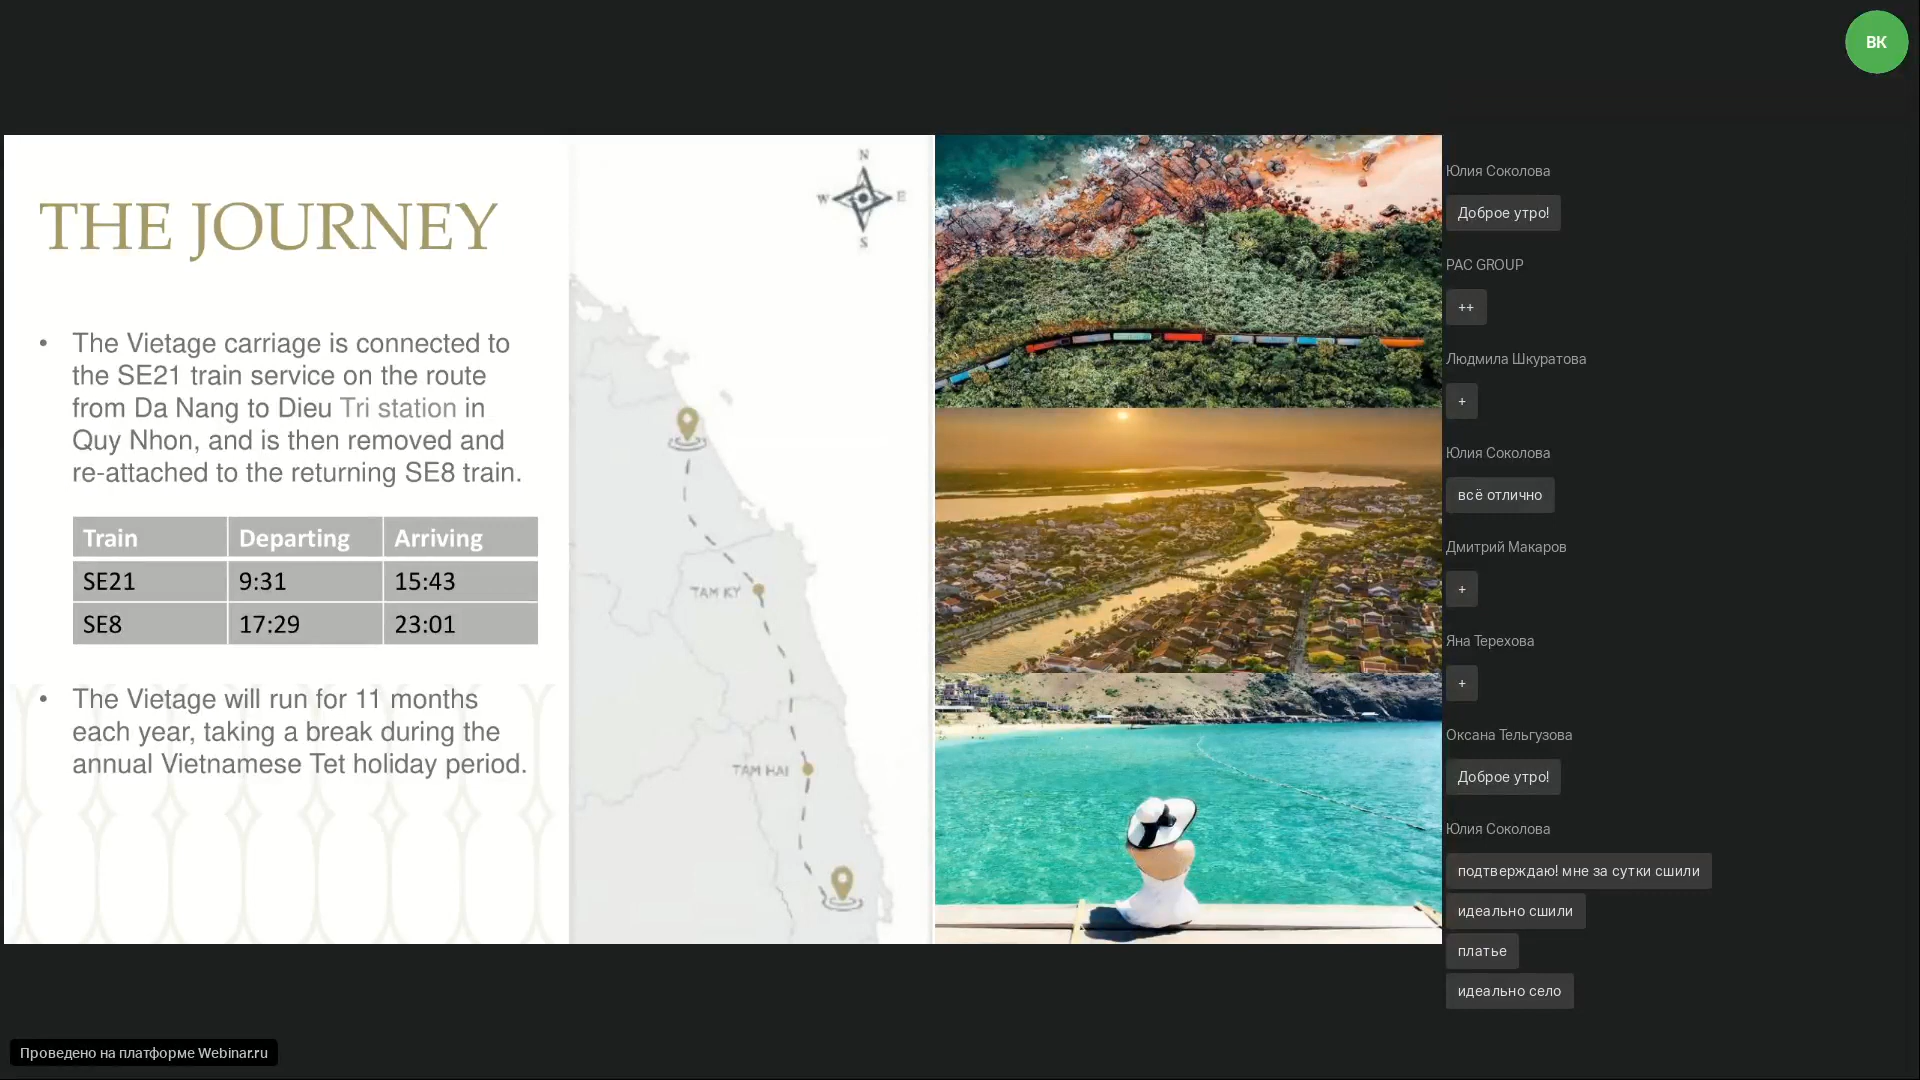 BK
THE JOURNEY
• The Vietage carriage is connected to
the SE21 train service on the route
from Da Nang to Dieu Tri station in
Quy Nhon, and is then removed and
re-attached to the returning SE8 train.
Train Departing Arriving
SE21 9:31 15:43
SE8 17:29 23:01
• The Vietage will run for 11 months
each year, taking a break during the
annual Vietnamese Tet holiday period.
N
W E
S
TAM KY
TAM HAI
Юлия Соколова
Доброе утро!
PAC GROUP
++
Людмила Шкуратова
+
Юлия Соколова
всё отлично
Дмитрий Макаров
+
Яна Терехова
+
Оксана Тельгузова
Доброе утро!
Юлия Соколова
подтверждаю! мне за сутки сшили
идеально сшили
платье
идеально село
Проведено на платформе Webinar.ru